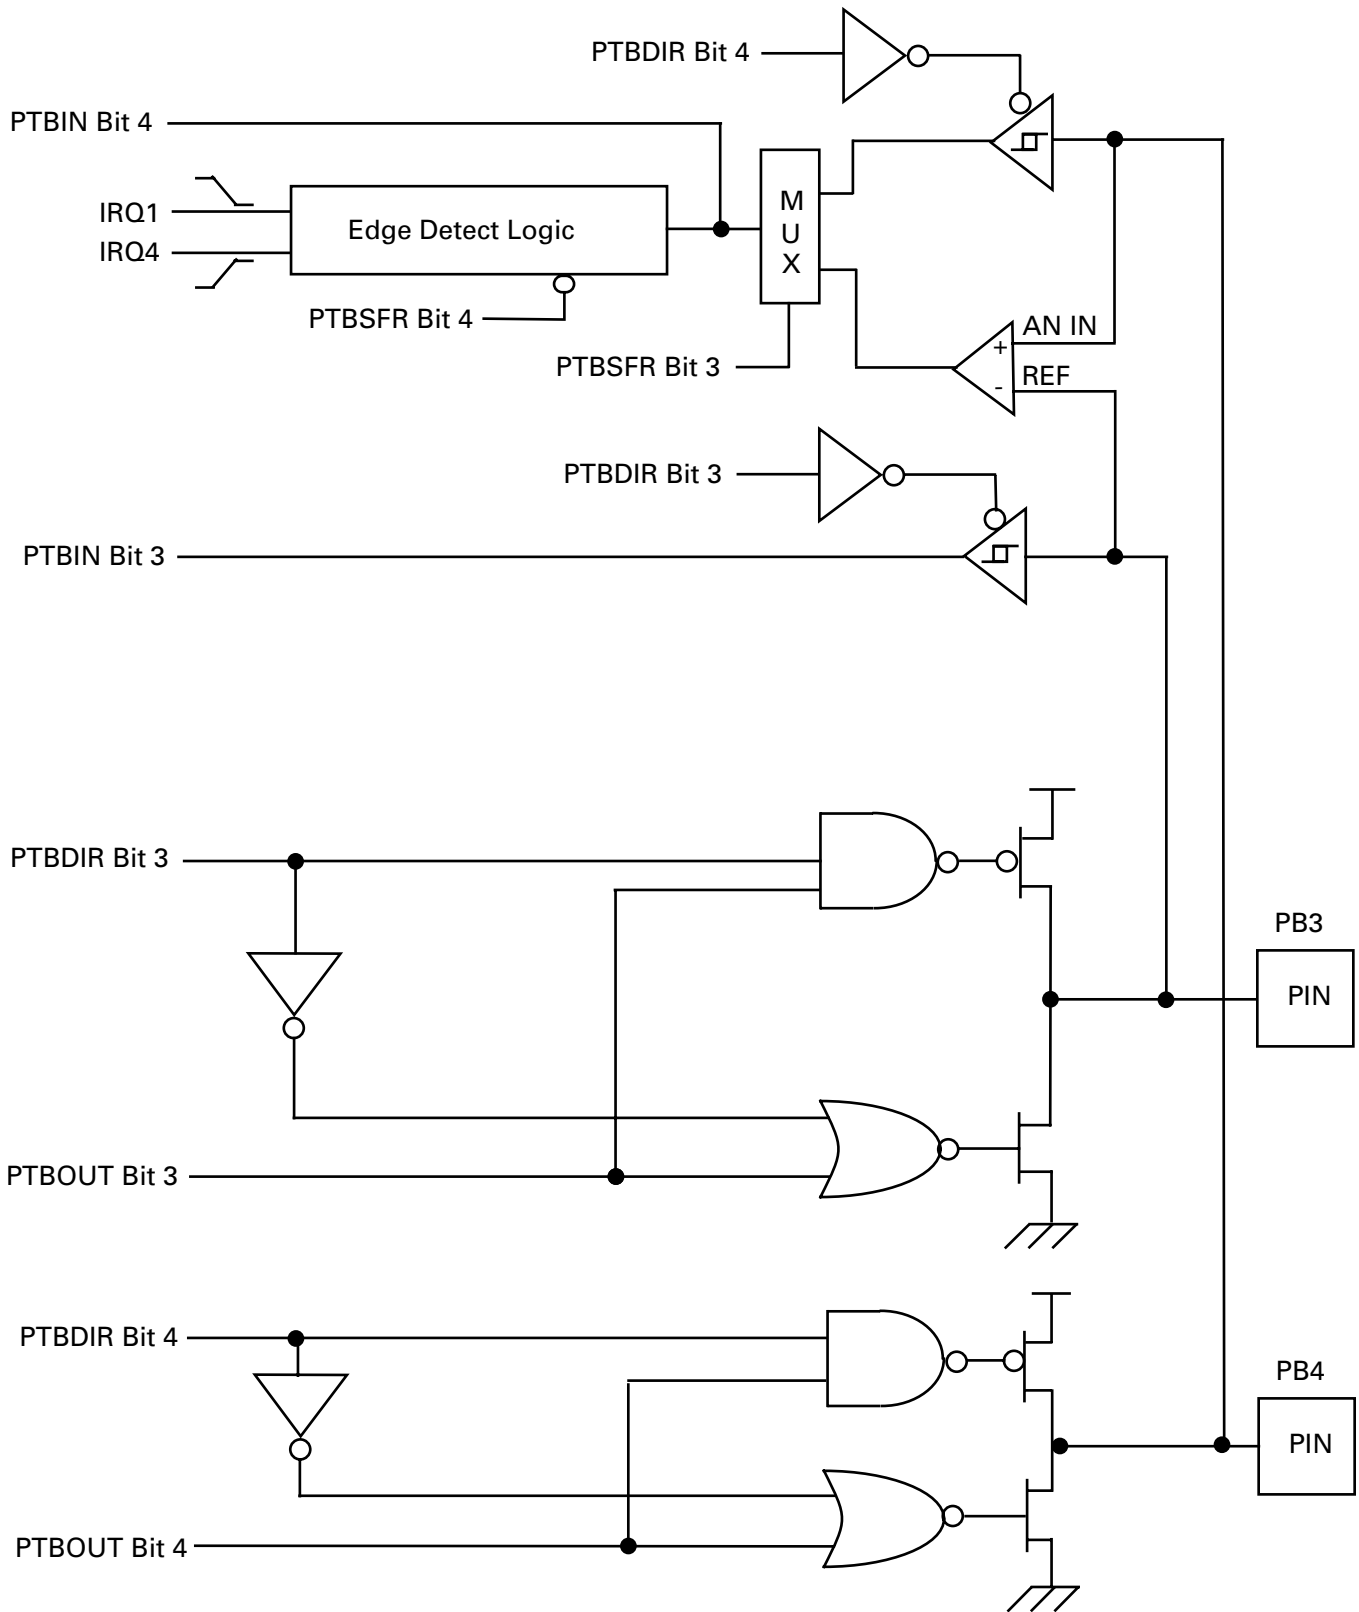 PTBDIR Bit 4
PTBIN Bit 4
M
U
X
IRQ1
Edge Detect Logic
IRQ4
PTBSFR Bit 4
AN IN
+
PTBSFR Bit 3
REF
-
PTBDIR Bit 3
PTBIN Bit 3
PTBDIR Bit 3
PB3
PIN
PTBOUT Bit 3
PTBDIR Bit 4
PB4
PIN
PTBOUT Bit 4